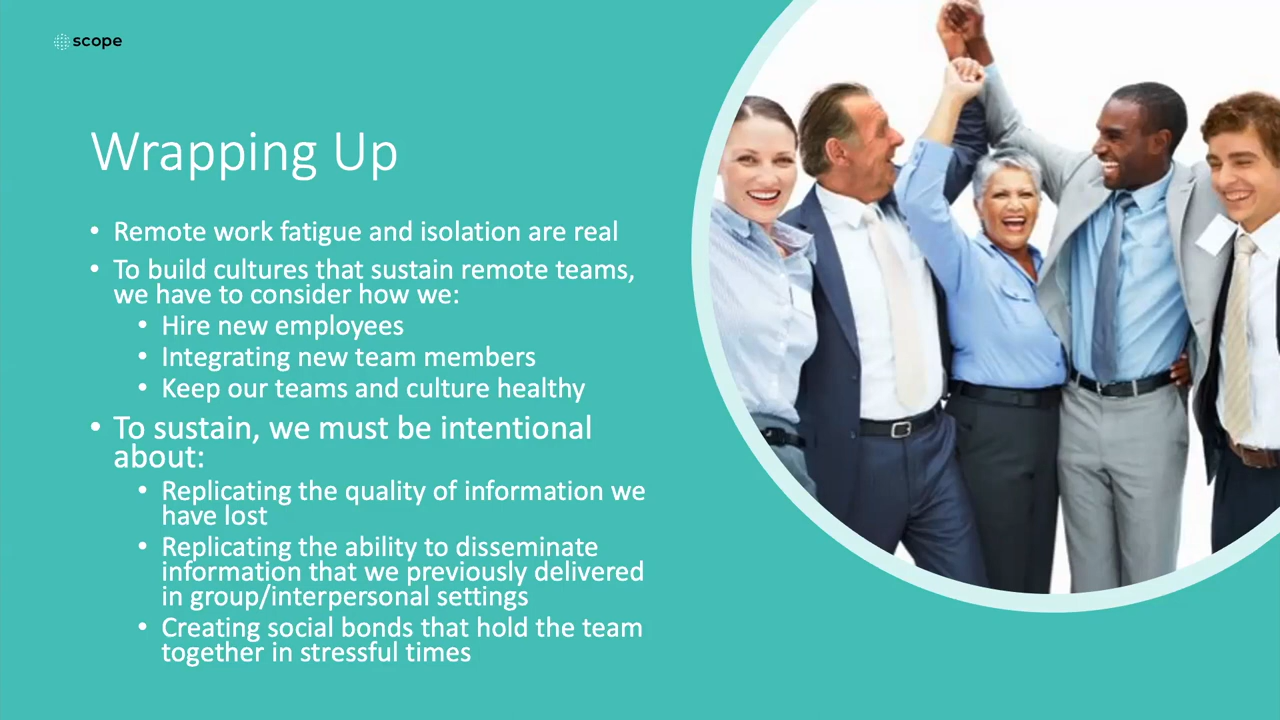 scope
Wrapping Up
• Remote work fatigue and isolation are real
• To build cultures that sustain remote teams,
we have to consider how we:
• Hire new employees
• Integrating new team members
• Keep our teams and culture healthy
• To sustain, we must be intentional
about:
• Replicating the quality of information we
have lost
• Replicating the ability to disseminate
information that we previously delivered
in group/interpersonal settings
• Creating social bonds that hold the team
together in stressful times